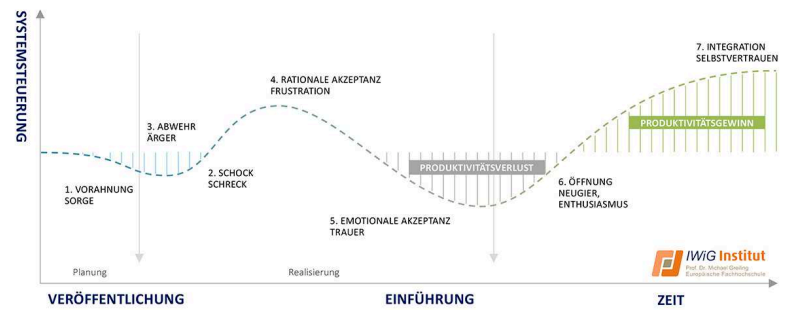 SYSTEMSTEUERUNG
7. INTEGRATION
SELBSTVERTRAUEN
4. RATIONALE AKZEPTANZ
FRUSTRATION
3. ABWEHR
ÄRGER
PRODUKTIVITÄTSGEWINN
PRODUKTIVITÄTSVERLUST
2. SCHOCK
SCHRECK
1. VORAHNUNG
SORGE
6. ÖFFNUNG
NEUGIER,
ENTHUSIASMUS
5. EMOTIONALE AKZEPTANZ
TRAUER
IWiG Institut
Prof. Dr. Michael Greiling
Europäische Fachhochschule
Planung
Realisierung
VERÖFFENTLICHUNG
EINFÜHRUNG
ZEIT